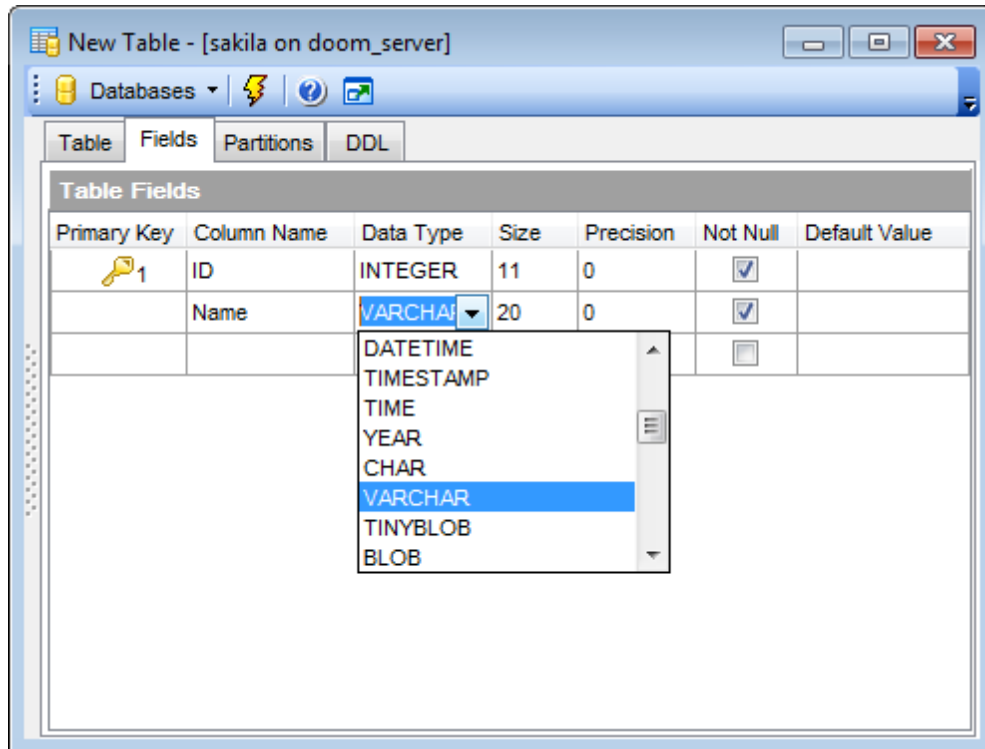 New Table - [sakila on doom_server]
Databases
Table Fields Partitions DDL
Table Fields
Primary Key Column Name Data Type Size Precision Not Null Default Value
1 ID INTEGER 11 0
Name VARCHAR 20 0
DATETIME
TIMESTAMP
TIME
YEAR
CHAR
VARCHAR
TINYBLOB
BLOB